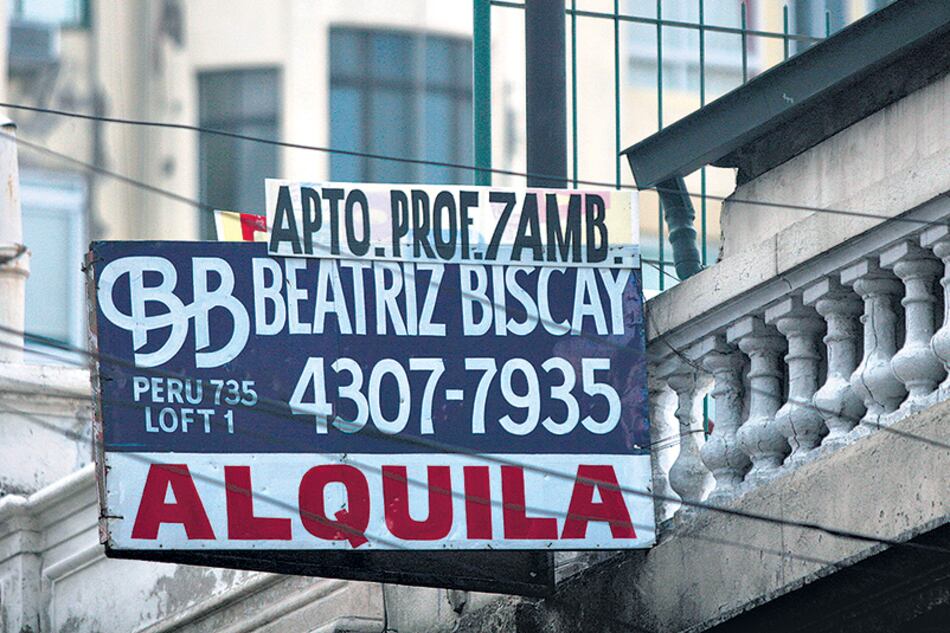 APTO. PROF. 7AMB.
BB BEATRIZ BISCAY
PERU 735
LOFT 1
4307-7935
ALQUILA